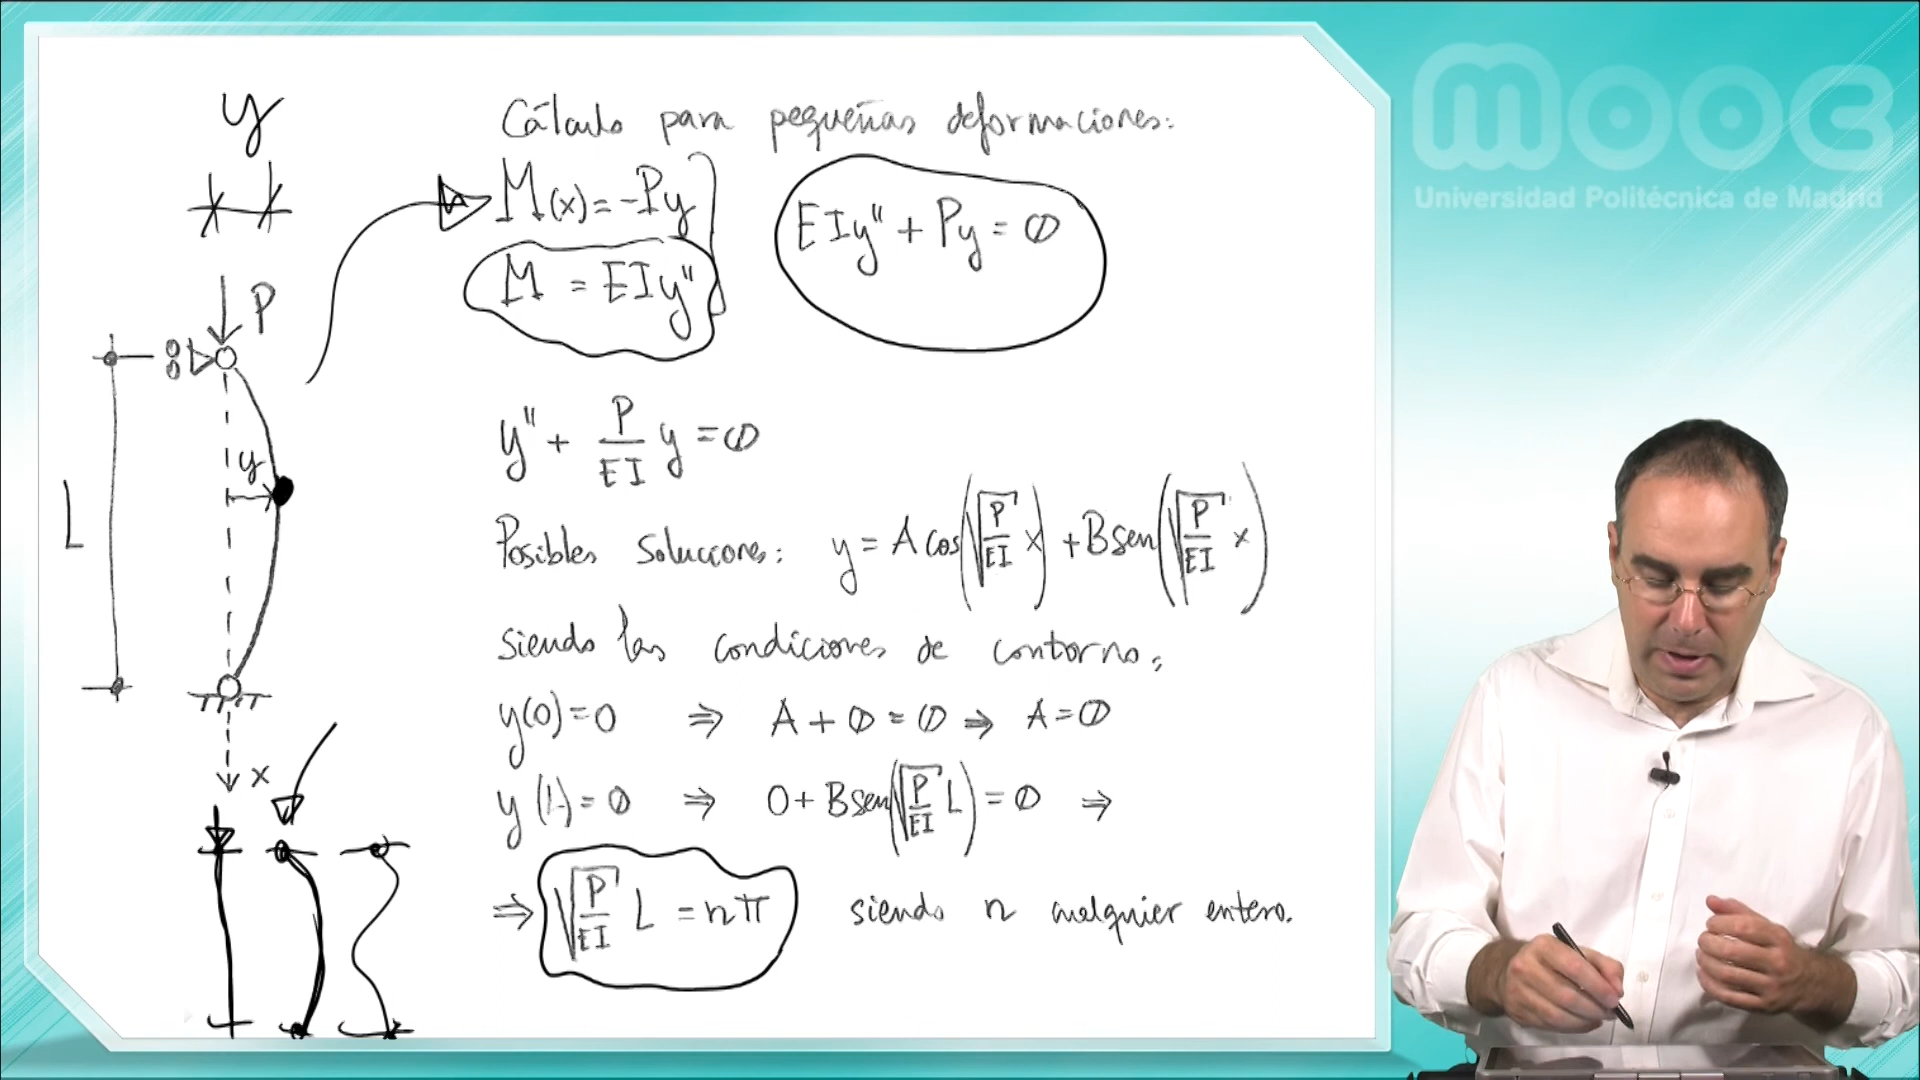 y
Cálculo para pequeñas deformaciones:
M(x) = -Py
M = EIy''
EIy'' + Py = 0
P
L
y
x
y'' + P/EI y = 0
Posibles soluciones: y = A cos(√(P/EI) x) + B sen(√(P/EI) x)
Siendo las condiciones de contorno:
y(0) = 0 ⇒ A + 0 = 0 ⇒ A = 0
y(L) = 0 ⇒ 0 + B sen(√(P/EI) L) = 0 ⇒
⇒ √(P/EI) L = nπ siendo n cualquier entero.
mooc
Universidad Politécnica de Madrid